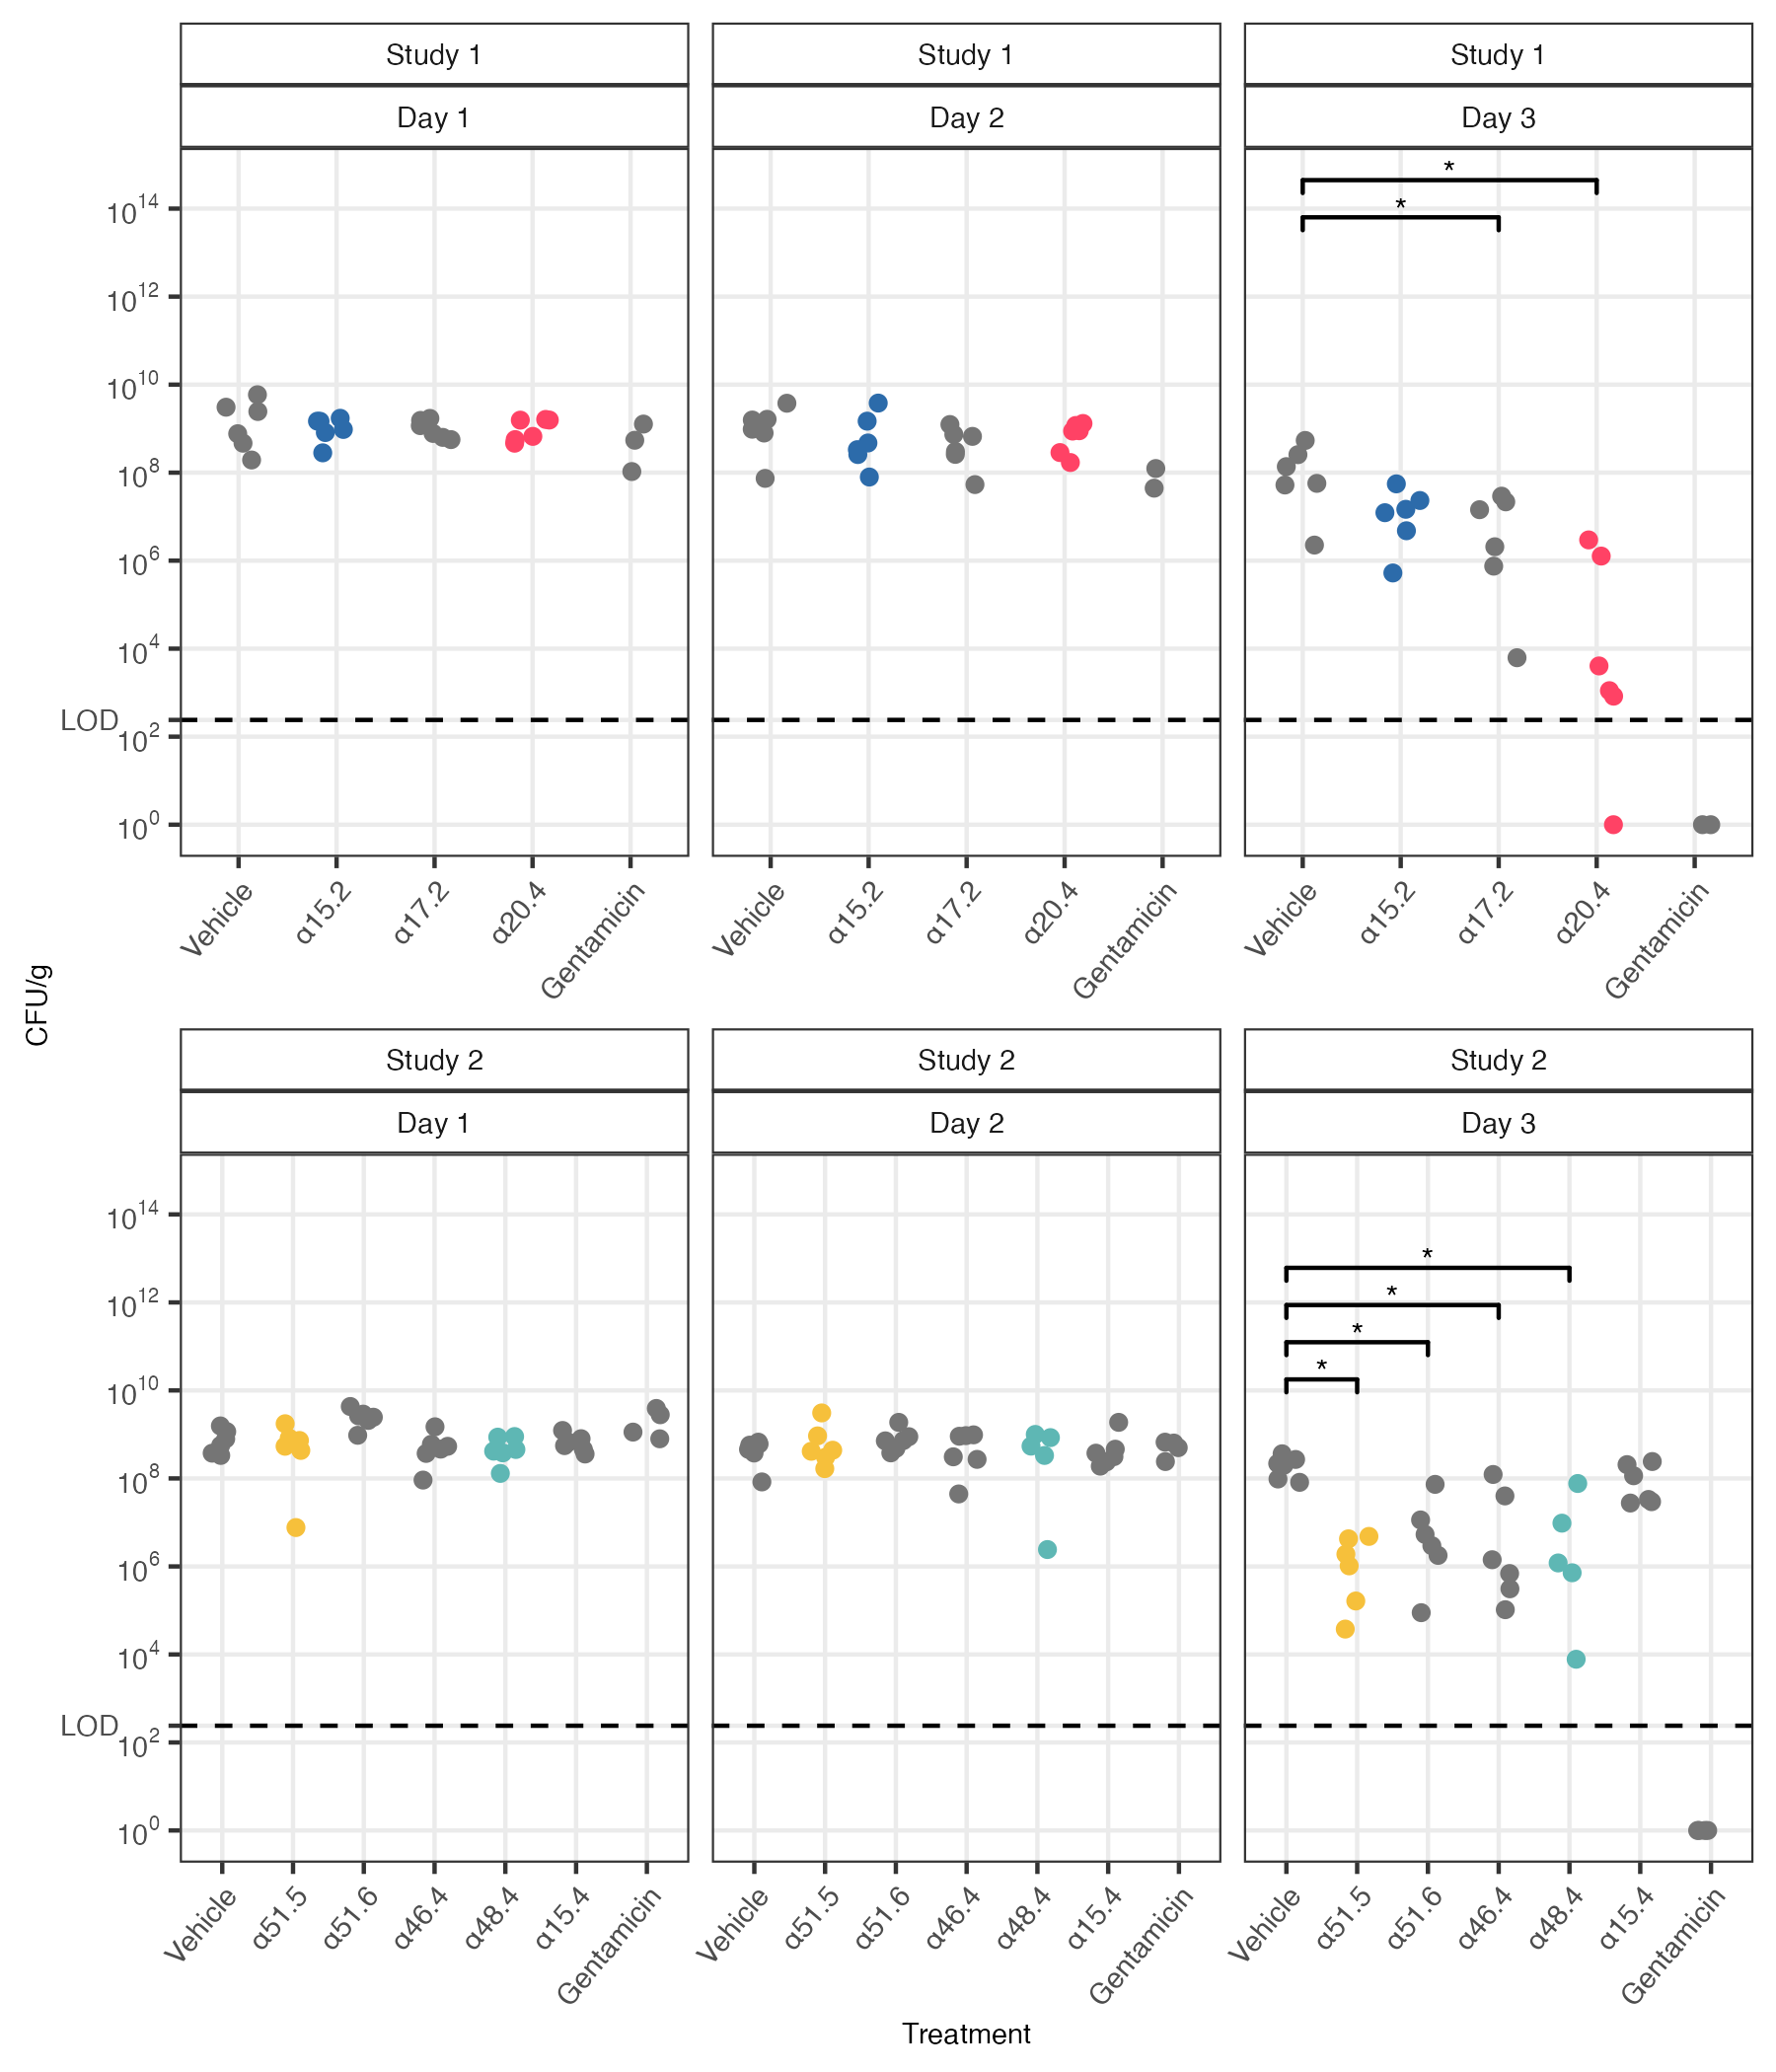 Study 1
Study 1
Study 1
Day 1
Day 2
Day 3
*
*
10^14
10^12
10^10
10^8
10^6
10^4
LOD
10^2
10^0
Vehicle
α15.2
α17.2
α20.4
Gentamicin
Vehicle
α15.2
α17.2
α20.4
Gentamicin
Vehicle
α15.2
α17.2
α20.4
Gentamicin
CFU/g
Study 2
Study 2
Study 2
Day 1
Day 2
Day 3
*
*
*
*
10^14
10^12
10^10
10^8
10^6
10^4
LOD
10^2
10^0
Vehicle
α51.5
α51.6
α46.4
α48.4
α15.4
Gentamicin
Vehicle
α51.5
α51.6
α46.4
α48.4
α15.4
Gentamicin
Vehicle
α51.5
α51.6
α46.4
α48.4
α15.4
Gentamicin
Treatment